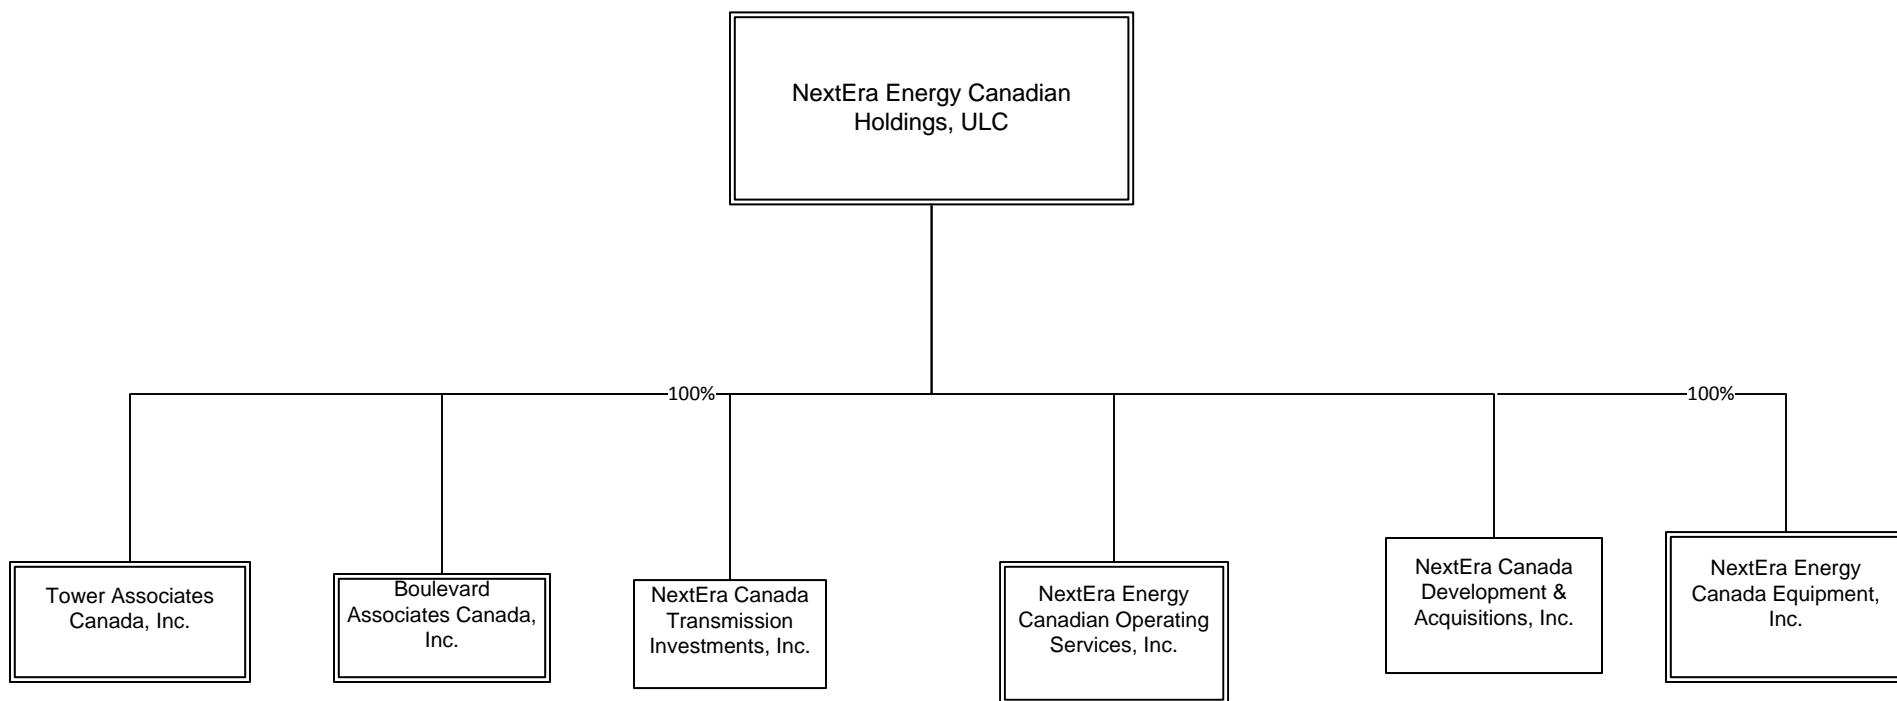 NextEra Energy Canadian
Holdings, ULC
100%
100%
Tower Associates
Canada, Inc.
Boulevard
Associates Canada,
Inc.
NextEra Canada
Transmission
Investments, Inc.
NextEra Energy
Canadian Operating
Services, Inc.
NextEra Canada
Development &
Acquisitions, Inc.
NextEra Energy
Canada Equipment,
Inc.